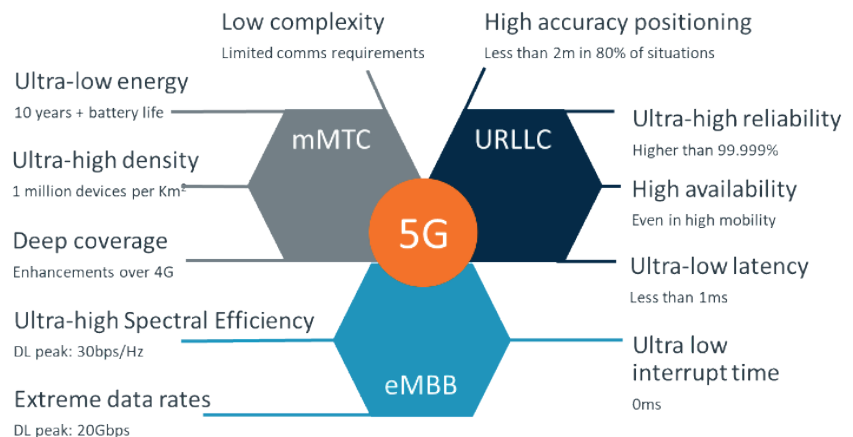 Low complexity
Limited comms requirements
High accuracy positioning
Less than 2m in 80% of situations
Ultra-low energy
10 years + battery life
Ultra-high density
1 million devices per Km²
Deep coverage
Enhancements over 4G
Ultra-high Spectral Efficiency
DL peak: 30bps/Hz
Extreme data rates
DL peak: 20Gbps
mMTC
URLLC
5G
eMBB
Ultra-high reliability
Higher than 99.999%
High availability
Even in high mobility
Ultra-low latency
Less than 1ms
Ultra low
interrupt time
0ms